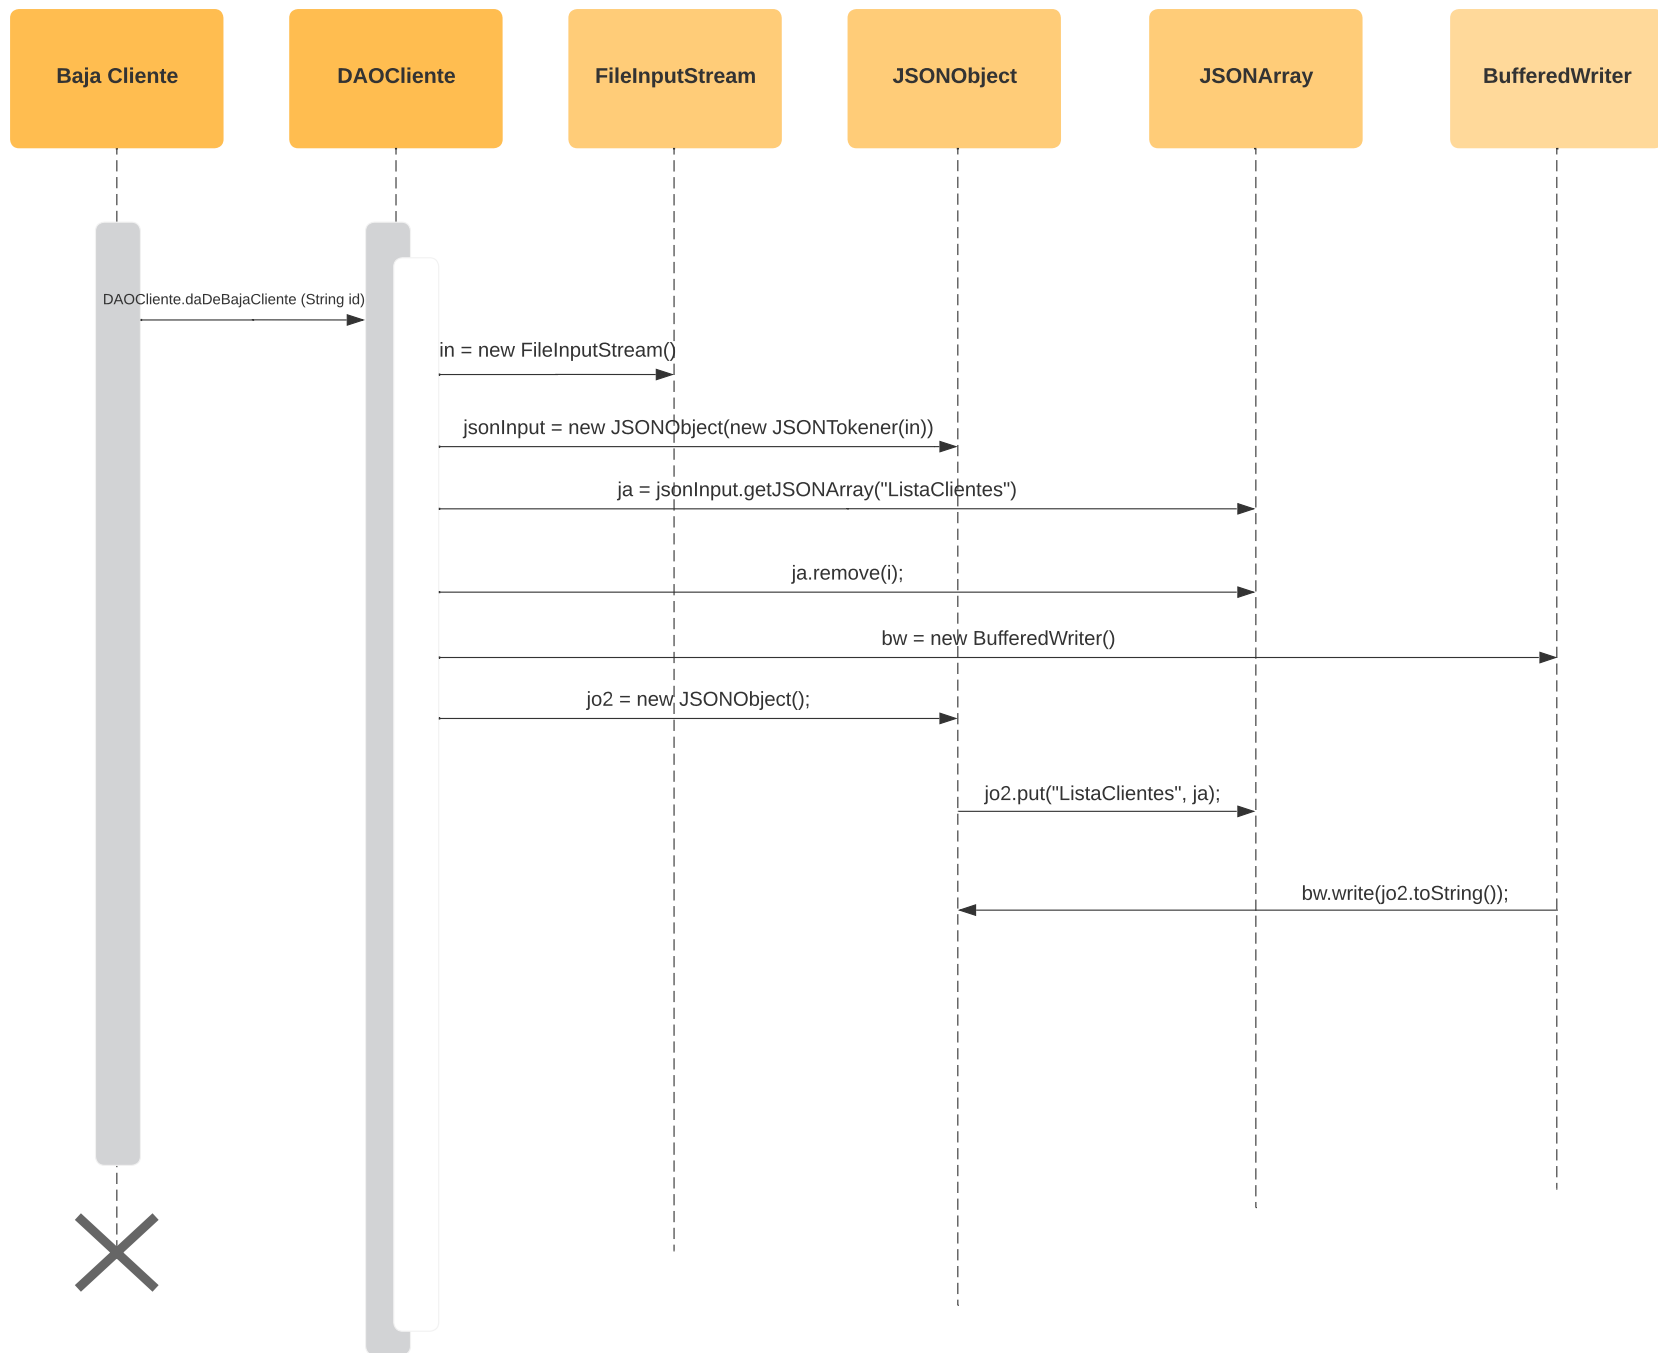 Baja Cliente
DAOCliente
FileInputStream
JSONObject
JSONArray
BufferedWriter
DAOCliente.daDeBajaCliente (String id)
in = new FileInputStream()
jsonInput = new JSONObject(new JSONTokener(in))
ja = jsonInput.getJSONArray("ListaClientes")
ja.remove(i);
bw = new BufferedWriter()
jo2 = new JSONObject();
jo2.put("ListaClientes", ja);
bw.write(jo2.toString());